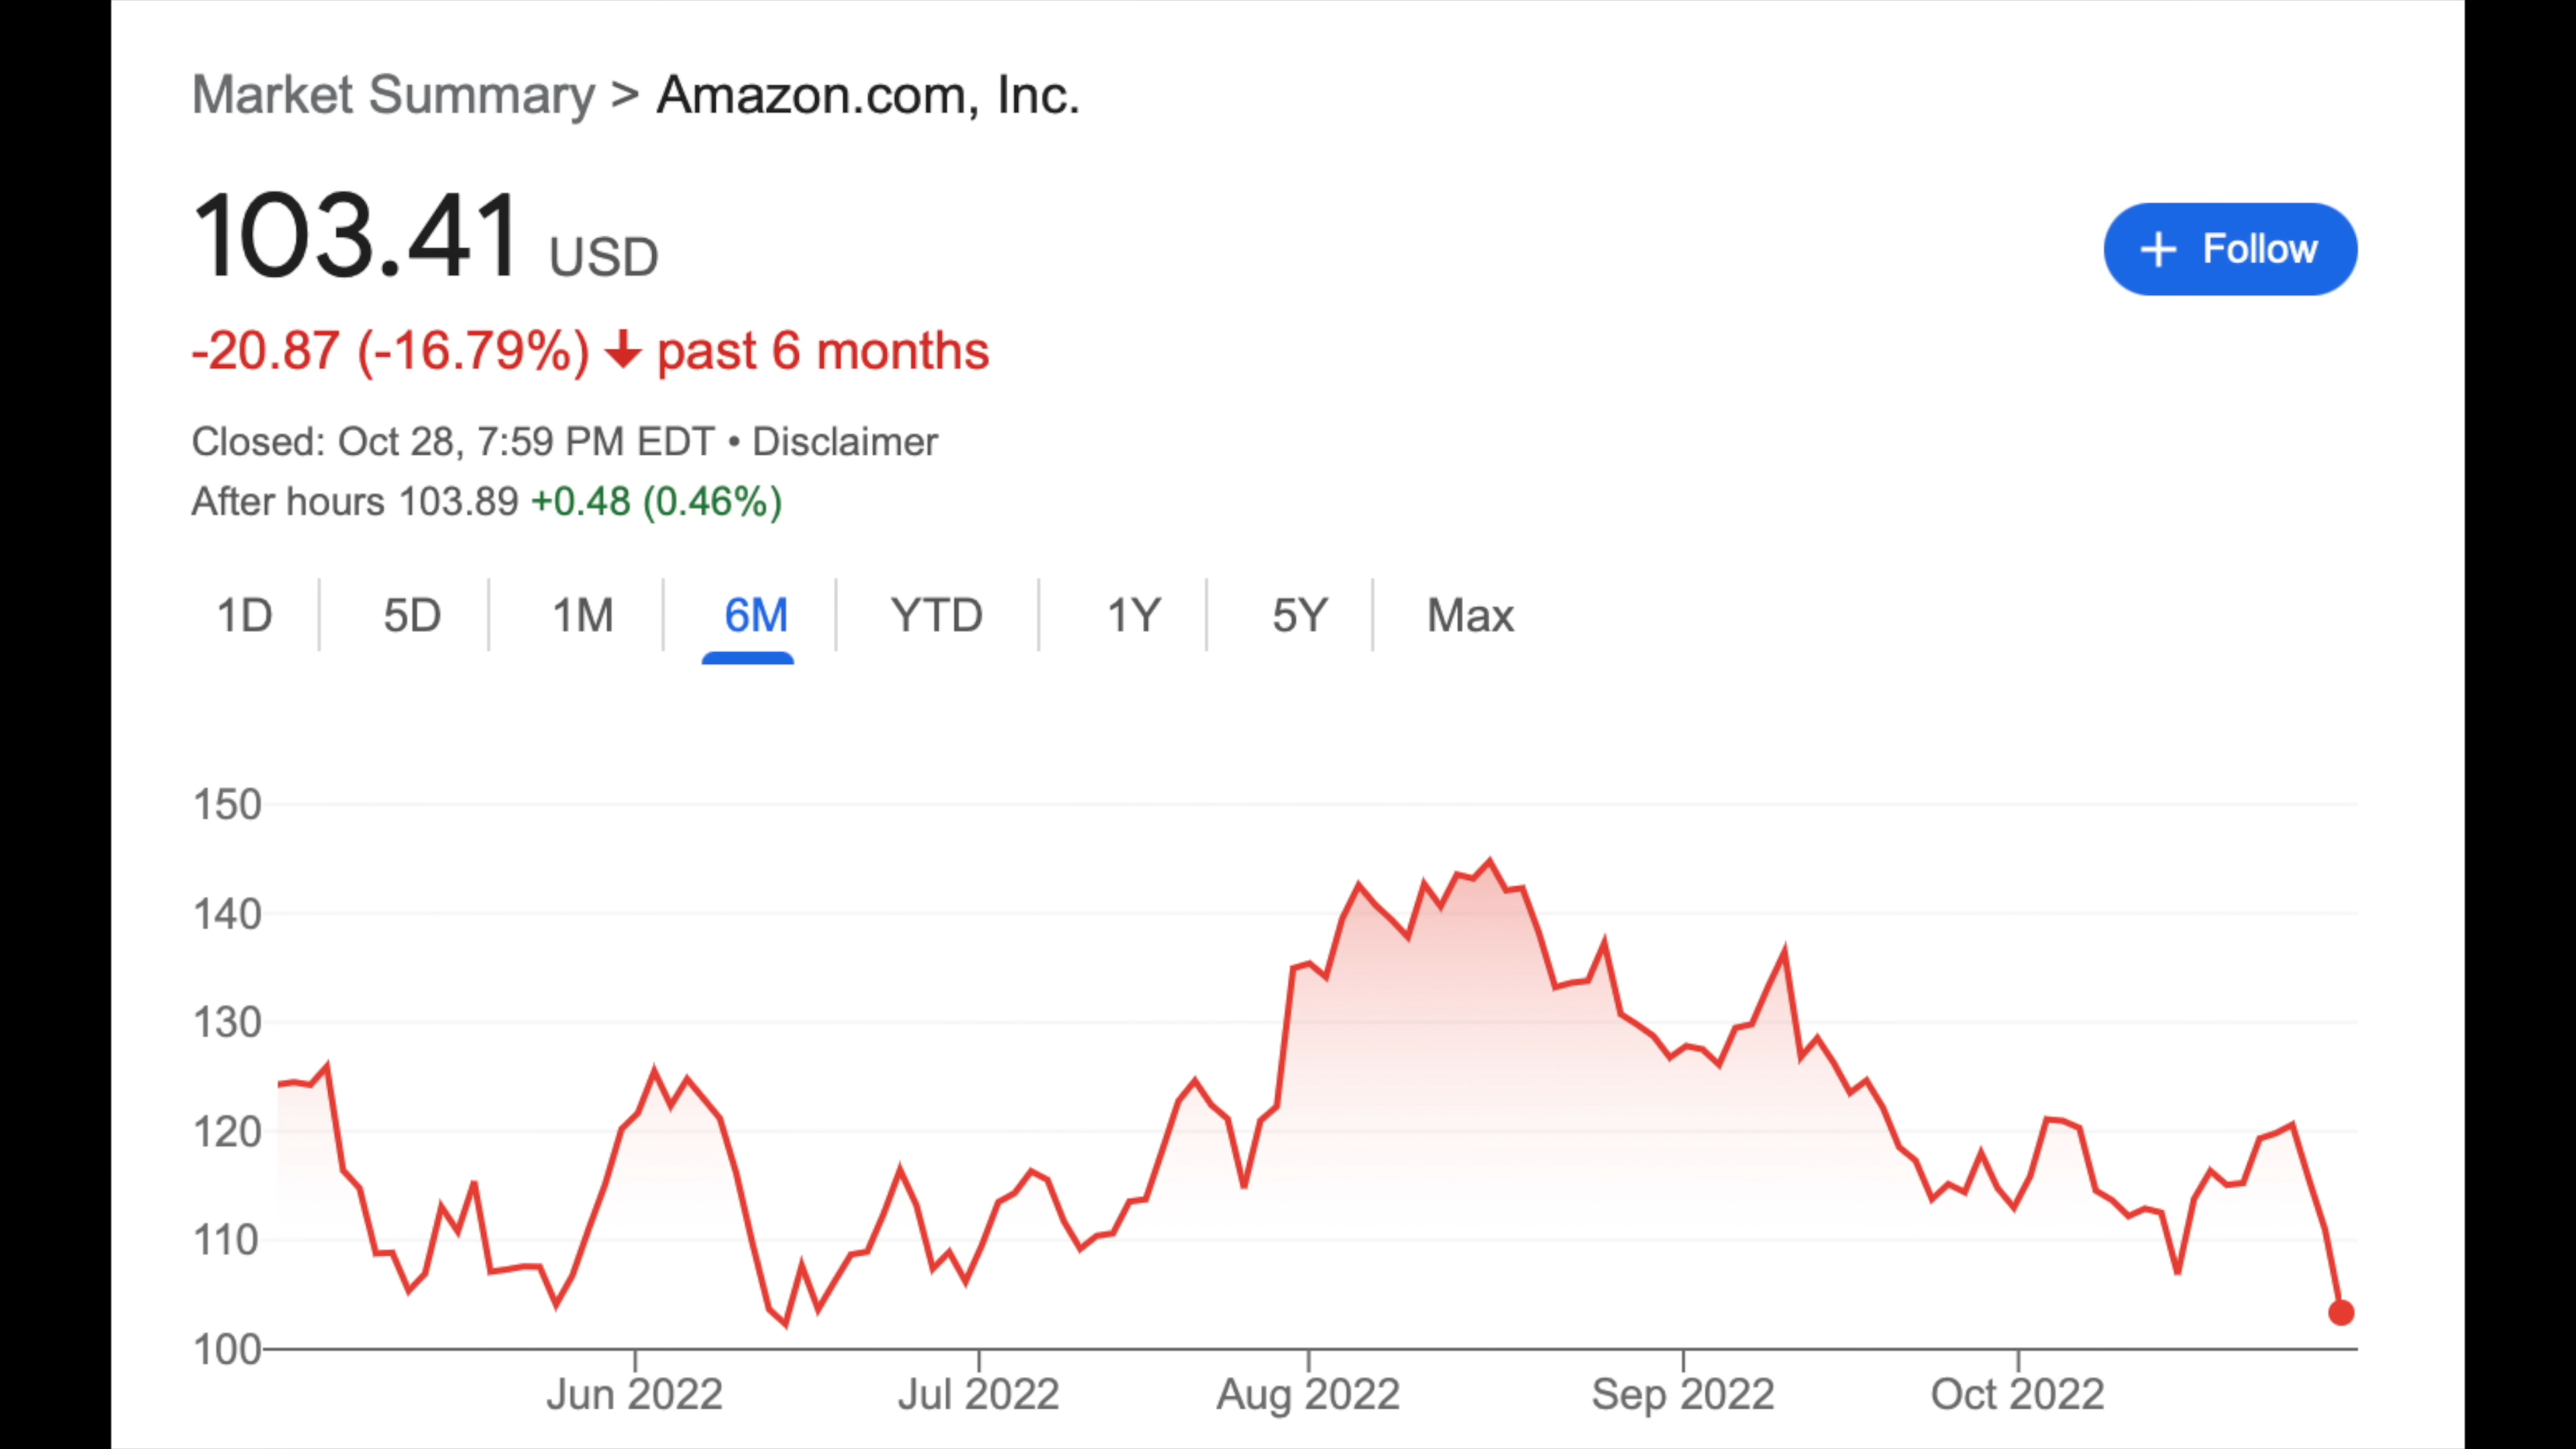 Market Summary > Amazon.com, Inc.
103.41 USD
+ Follow
-20.87 (-16.79%) ↓ past 6 months
Closed: Oct 28, 7:59 PM EDT • Disclaimer
After hours 103.89 +0.48 (0.46%)
1D 5D 1M 6M YTD 1Y 5Y Max
150
140
130
120
110
100
Jun 2022 Jul 2022 Aug 2022 Sep 2022 Oct 2022